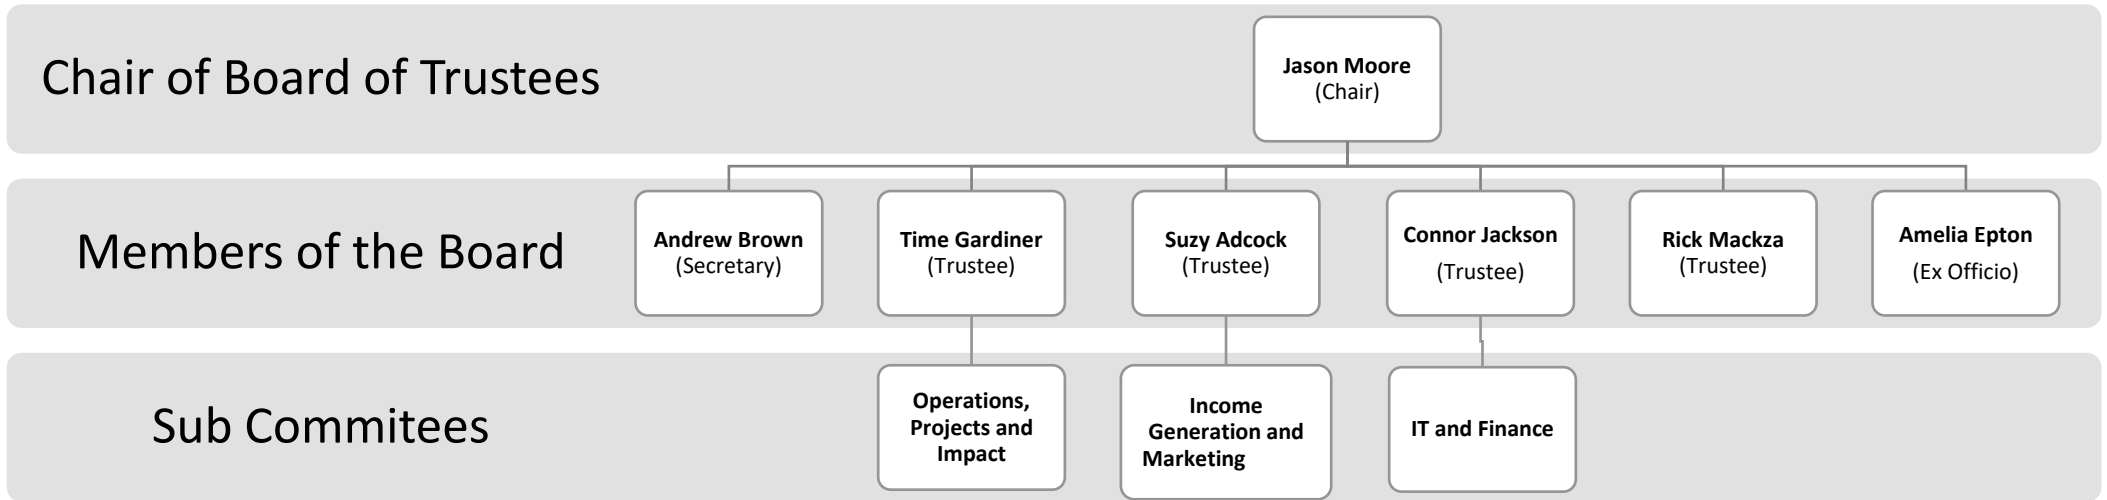 Chair of Board of Trustees
Jason Moore
(Chair)
Members of the Board
Andrew Brown
(Secretary)
Time Gardiner
(Trustee)
Suzy Adcock
(Trustee)
Connor Jackson
(Trustee)
Rick Mackza
(Trustee)
Amelia Epton
(Ex Officio)
Sub Commitees
Operations,
Projects and
Impact
Income
Generation and
Marketing
IT and Finance